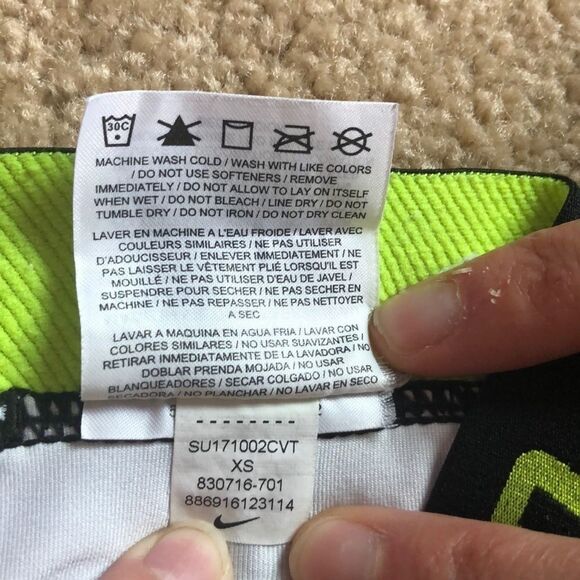 30C
MACHINE WASH COLD / WASH WITH LIKE COLORS
/ DO NOT USE SOFTENERS / REMOVE
IMMEDIATELY / DO NOT ALLOW TO LAY ON ITSELF
WHEN WET / DO NOT BLEACH / LINE DRY / DO NOT
TUMBLE DRY / DO NOT IRON / DO NOT DRY CLEAN
LAVER EN MACHINE A L'EAU FROIDE / LAVER AVEC
COULEURS SIMILAIRES / NE PAS UTILISER
D'ADOUCISSEUR / ENLEVER IMMEDIATEMENT / NE
PAS LAISSER LE VÊTEMENT PLIÉ LORSQU'IL EST
MOUILLÉ / NE PAS UTILISER D'EAU DE JAVEL /
SUSPENDRE POUR SECHER / NE PAS SECHER EN
MACHINE / NE PAS REPASSER / NE PAS NETTOYER
A SEC
LAVAR A MAQUINA EN AGUA FRIA / LAVAR CON
COLORES SIMILARES / NO USAR SUAVIZANTES /
RETIRAR INMEDIATAMENTE DE LA LAVADORA / NO
DOBLAR PRENDA MOJADA / NO USAR
BLANQUEADORES / SECAR COLGADO / NO USAR
SECADORA / NO PLANCHAR / NO LAVAR EN SECO
SU171002CVT
XS
830716-701
886916123114